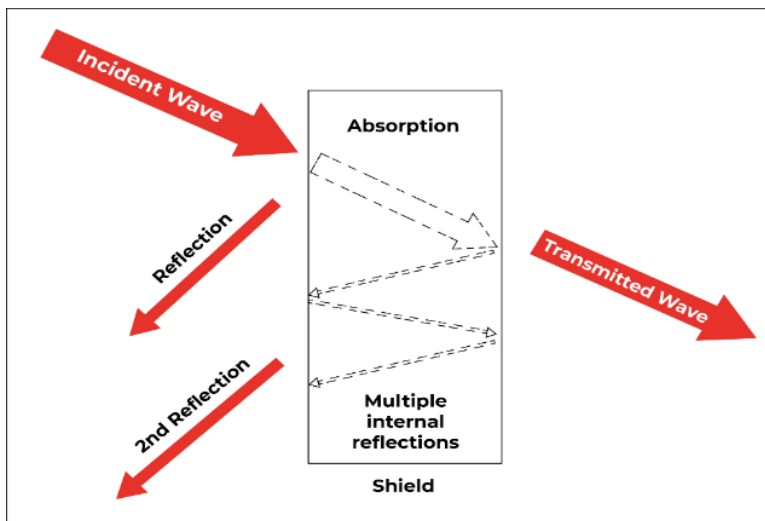 Incident Wave
Absorption
Reflection
Transmitted Wave
2nd Reflection
Multiple
internal
reflections
Shield